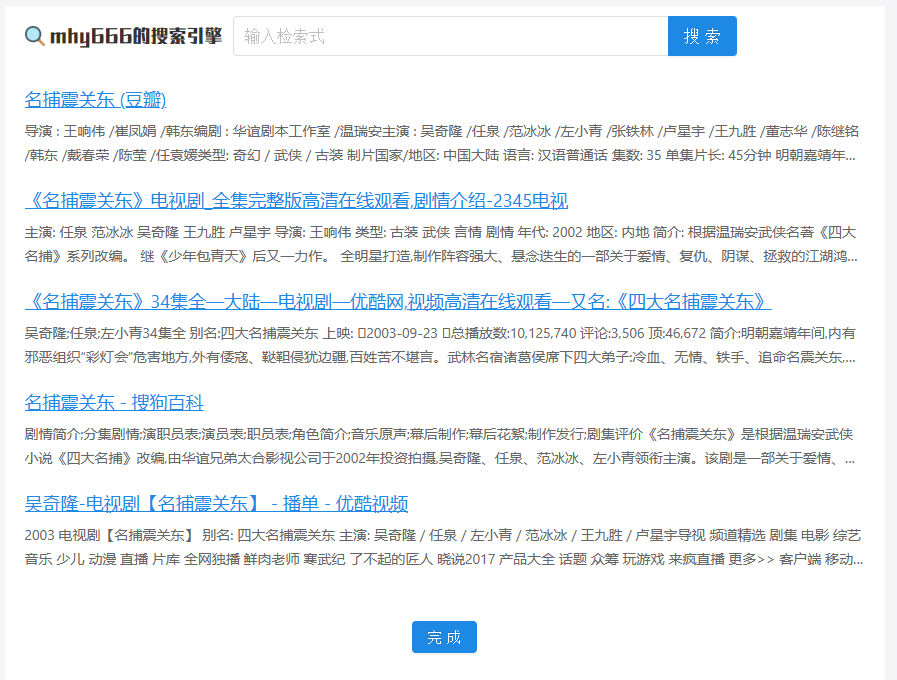 mhy666的搜索引擎 输入检索式 搜 索
名捕震关东 (豆瓣)
导演 : 王响伟 /崔凤娟 /韩东编剧 : 华谊剧本工作室 /温瑞安主演 : 吴奇隆 /任泉 /范冰冰 /左小青 /张铁林 /卢星宇 /王九胜 /董志华 /陈继铭
/韩东 /戴春荣 /陈莹 /任袁媛类型: 奇幻 / 武侠 / 古装 制片国家/地区: 中国大陆 语言: 汉语普通话 集数: 35 单集片长: 45分钟 明朝嘉靖年...
《名捕震关东》电视剧_全集完整版高清在线观看,剧情介绍-2345电视
主演: 任泉 范冰冰 吴奇隆 王九胜 卢星宇 导演: 王响伟 类型: 古装 武侠 言情 剧情 年代: 2002 地区: 内地 简介: 根据温瑞安武侠名著《四大
名捕》系列改编。 继《少年包青天》后又一力作。 全明星打造,制作阵容强大、悬念迭生的一部关于爱情、复仇、阴谋、拯救的江湖鸿...
《名捕震关东》34集全—大陆—电视剧—优酷网,视频高清在线观看—又名:《四大名捕震关东》
吴奇隆;任泉;左小青34集全 别名:四大名捕震关东 上映: 2003-09-23 总播放数:10,125,740 评论:3,506 顶:46,672 简介:明朝嘉靖年间,内有
邪恶组织“彩灯会”危害地方,外有倭寇、鞑靼侵犯边疆,百姓苦不堪言。武林名宿诸葛侯席下四大弟子:冷血、无情、铁手、追命名震关东,...
名捕震关东 - 搜狗百科
剧情简介;分集剧情;演职员表;演员表;职员表;角色简介;音乐原声;幕后制作;幕后花絮;制作发行;剧集评价《名捕震关东》是根据温瑞安武侠
小说《四大名捕》改编,由华谊兄弟太合影视公司于2002年投资拍摄,吴奇隆、任泉、范冰冰、左小青领衔主演。该剧是一部关于爱情、...
吴奇隆-电视剧【名捕震关东】 - 播单 - 优酷视频
2003 电视剧【名捕震关东】 别名: 四大名捕震关东 主演: 吴奇隆 / 任泉 / 左小青 / 范冰冰 / 王九胜 / 卢星宇导视 频道精选 剧集 电影 综艺
音乐 少儿 动漫 直播 片库 全网独播 鲜肉老师 寒武纪 了不起的匠人 晓说2017 产品大全 话题 众筹 玩游戏 来疯直播 更多>> 客户端 移动...
完 成